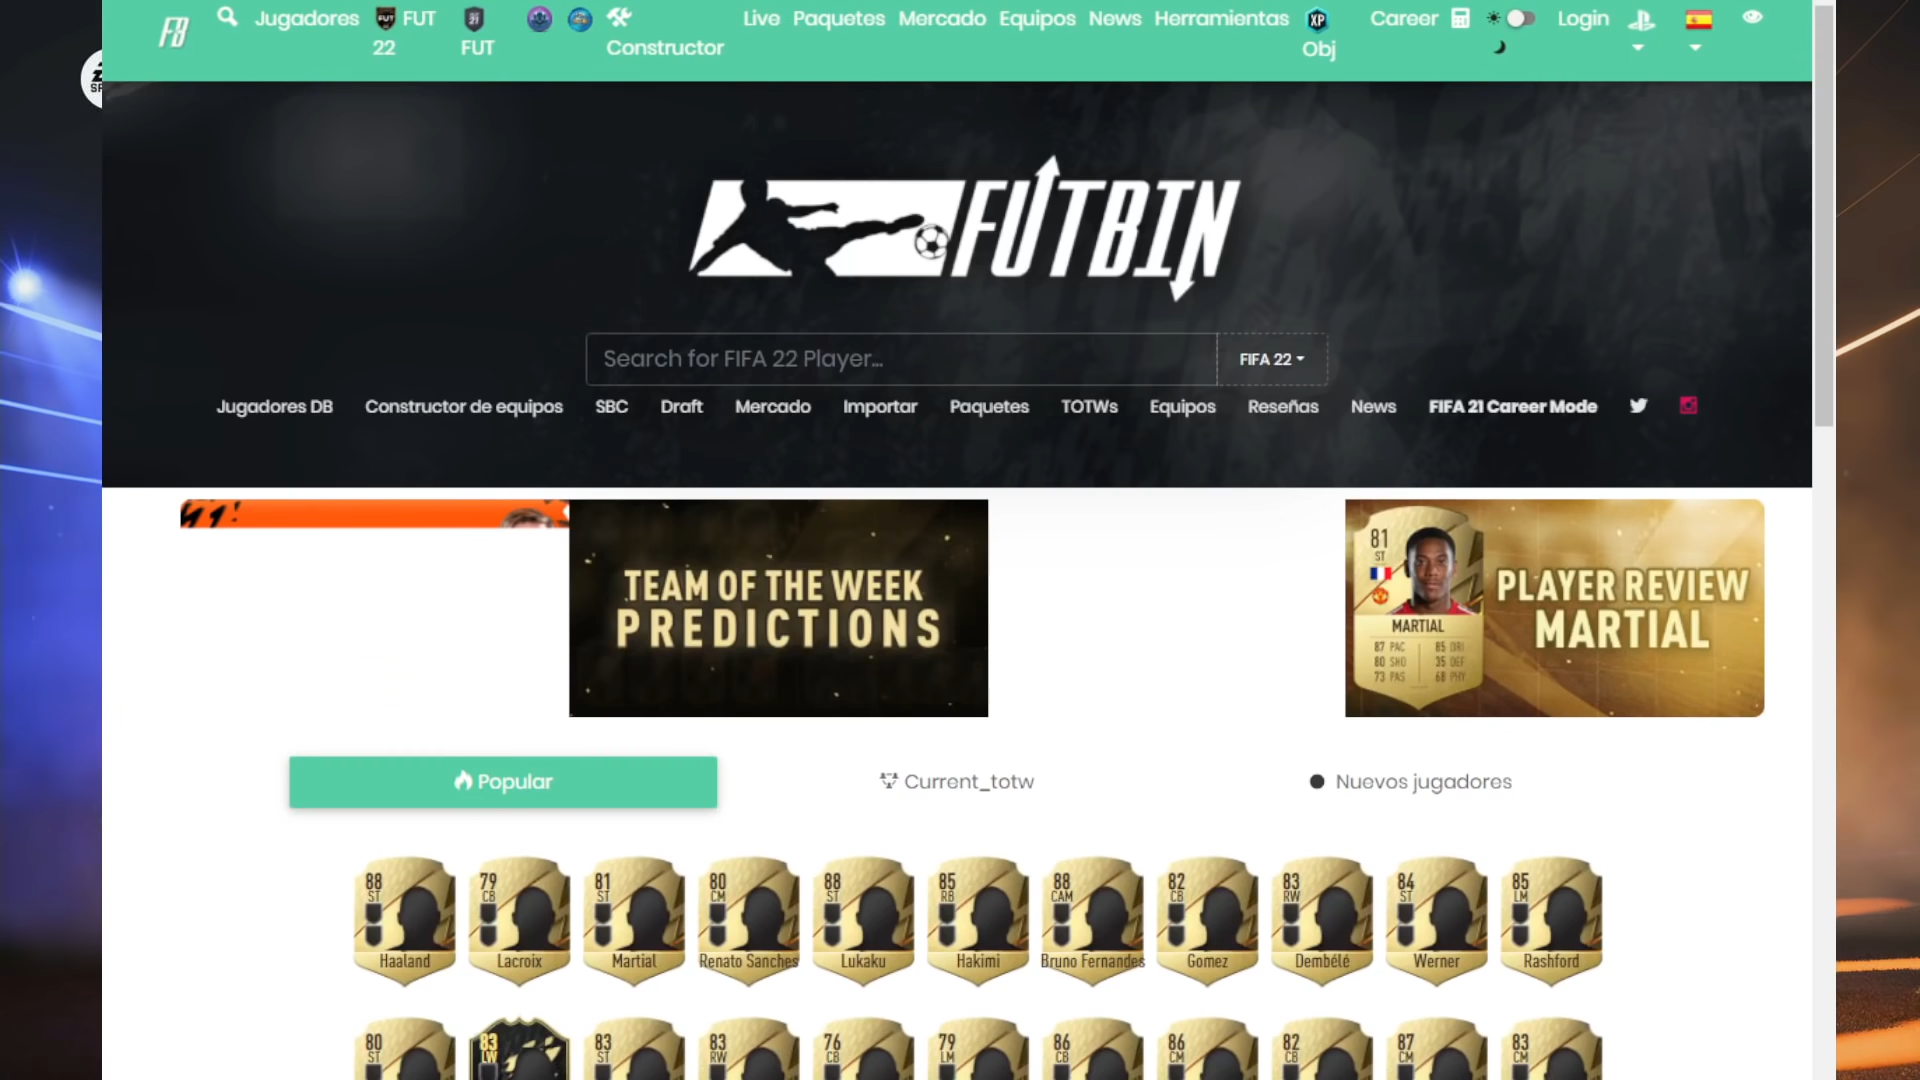 FB Jugadores FUT 22 21 FUT Constructor Live Paquetes Mercado Equipos News Herramientas XP Obj Career Login
FUTBIN
Search for FIFA 22 Player... FIFA 22
Jugadores DB Constructor de equipos SBC Draft Mercado Importar Paquetes TOTWs Equipos Reseñas News FIFA 21 Career Mode
TEAM OF THE WEEK
PREDICTIONS
81
ST
MARTIAL
87 PAC 85 DRI
80 SHO 35 DEF
73 PAS 68 PHY
PLAYER REVIEW
MARTIAL
Popular Current_totw Nuevos jugadores
88 79 81 80 88 85 88 82 83 84 85
ST CB ST CM ST RB CAM CB RW ST LM
Haaland Lacroix Martial Renato Sanches Lukaku Hakimi Bruno Fernandes Gomez Dembélé Werner Rashford
80 83 83 83 76 79 86 86 82 87 83
ST LW ST RW CB LM CB CM CB CM CM